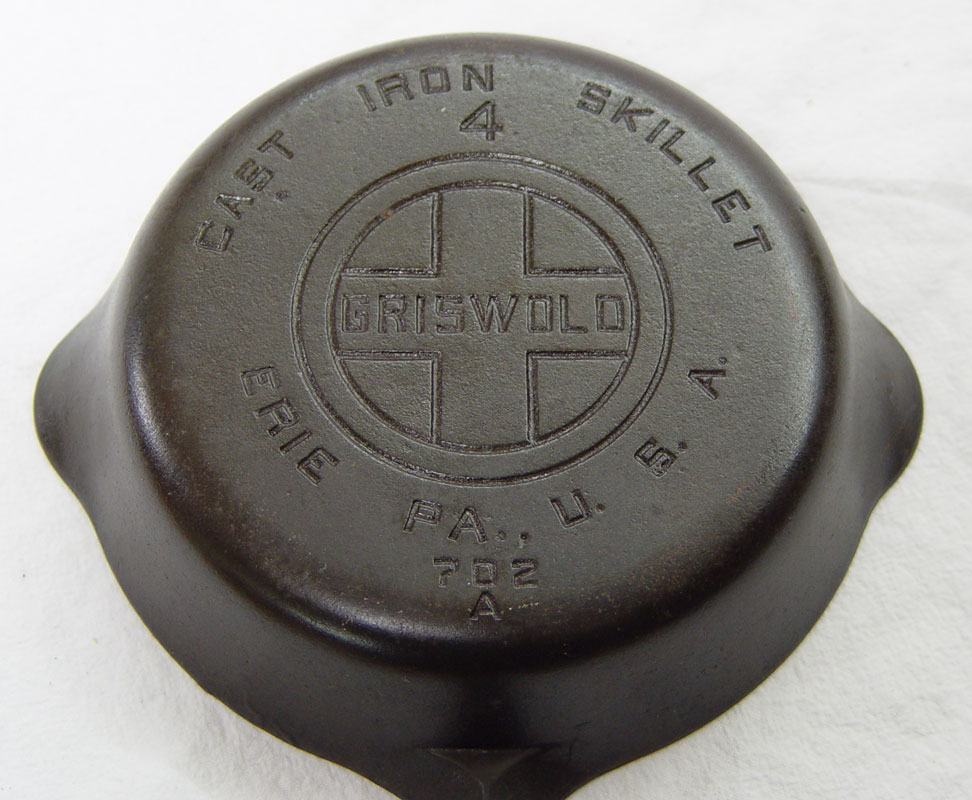 CAST IRON SKILLET
4
GRISWOLD
ERIE PA., U. S. A.
702
A